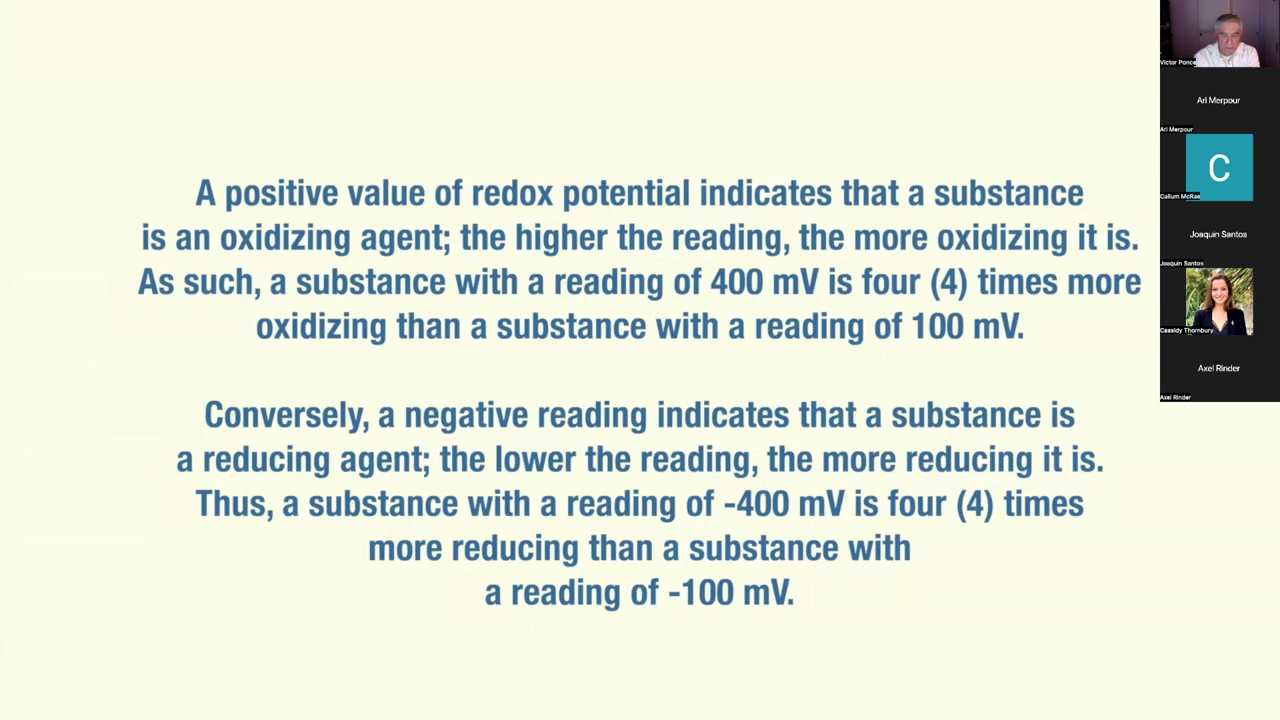 A positive value of redox potential indicates that a substance
is an oxidizing agent; the higher the reading, the more oxidizing it is.
As such, a substance with a reading of 400 mV is four (4) times more
oxidizing than a substance with a reading of 100 mV.
Conversely, a negative reading indicates that a substance is
a reducing agent; the lower the reading, the more reducing it is.
Thus, a substance with a reading of -400 mV is four (4) times
more reducing than a substance with
a reading of -100 mV.
Victor Ponce
Ari Merpour
Ari Merpour
C
Callum McRae
Joaquin Santos
Joaquin Santos
Cassidy Thornbury
Axel Rinder
Axel Rinder